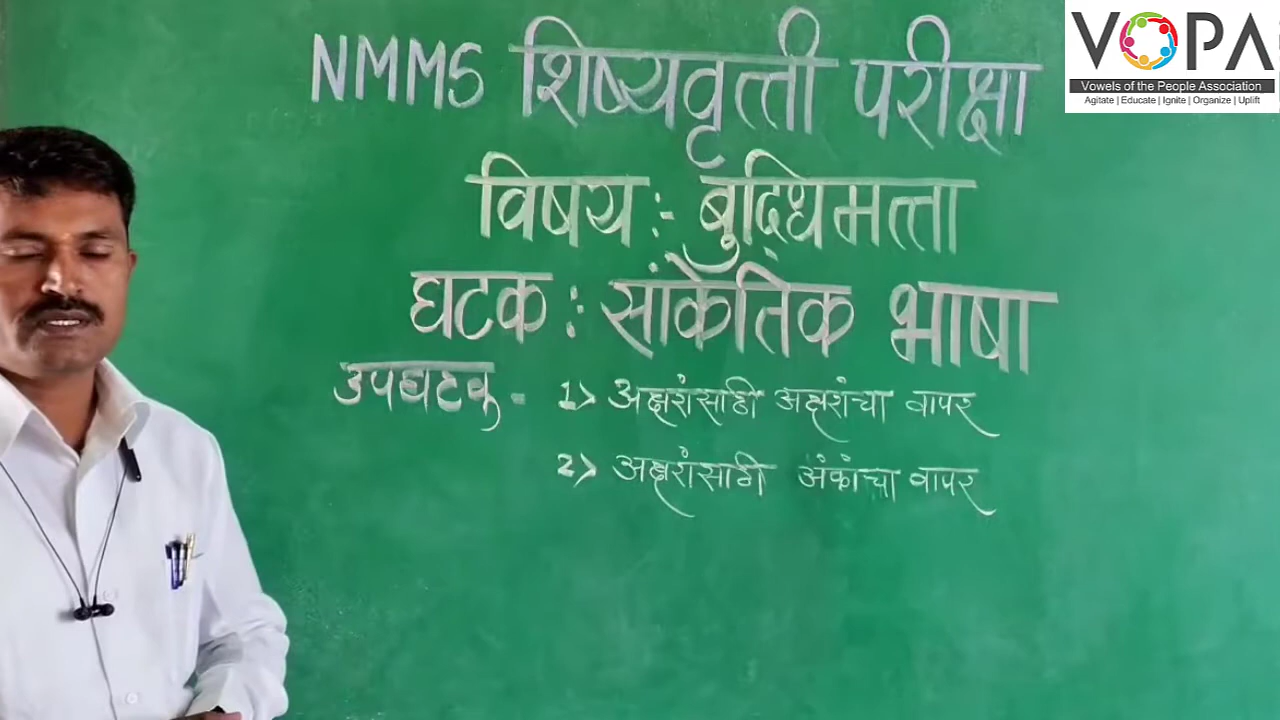 NMMS शिष्यवृत्ती परीक्षा
विषय :- बुद्धिमत्ता
घटक : सांकेतिक भाषा
उपघटक - 1> अक्षरांसाठी अक्षरांचा वापर
2> अक्षरांसाठी अंकांचा वापर
VOPA
Vowels of the People Association
Agitate | Educate | Ignite | Organize | Uplift